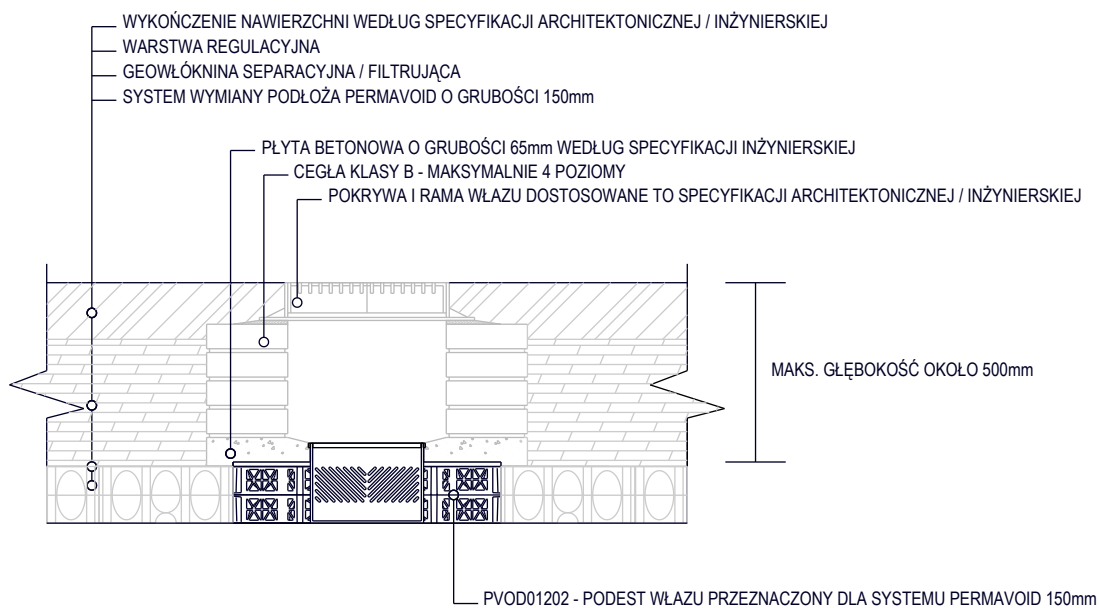 WYKOŃCZENIE NAWIERZCHNI WEDŁUG SPECYFIKACJI ARCHITEKTONICZNEJ / INŻYNIERSKIEJ
WARSTWA REGULACYJNA
GEOWŁÓKNINA SEPARACYJNA / FILTRUJĄCA
SYSTEM WYMIANY PODŁOŻA PERMAVOID O GRUBOŚCI 150mm
PŁYTA BETONOWA O GRUBOŚCI 65mm WEDŁUG SPECYFIKACJI INŻYNIERSKIEJ
CEGŁA KLASY B - MAKSYMALNIE 4 POZIOMY
POKRYWA I RAMA WŁAZU DOSTOSOWANE TO SPECYFIKACJI ARCHITEKTONICZNEJ / INŻYNIERSKIEJ
MAKS. GŁĘBOKOŚĆ OKOŁO 500mm
PVOD01202 - PODEST WŁAZU PRZEZNACZONY DLA SYSTEMU PERMAVOID 150mm